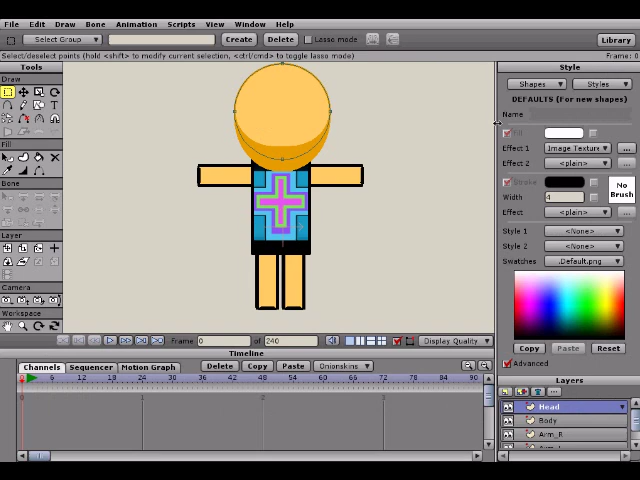 File Edit Draw Bone Animation Scripts View Window Help
Select Group Create Delete Lasso mode Library
Select/deselect points (hold <shift> to modify current selection, <ctrl/cmd> to toggle lasso mode) Frame: 0
Tools
Draw
T
Fill
Bone
Layer
Camera
Workspace
Style
Shapes Styles
DEFAULTS (For new shapes)
Name
Fill
Effect 1 Image Texture ...
Effect 2 <plain> ...
Stroke
Width 4
No Brush
Effect <plain> ...
Style 1 <None>
Style 2 <None>
Swatches .Default.png
Copy Paste Reset
Advanced
Layers
Head
Body
Arm_R
Frame 0 of 240 Display Quality
Timeline
Channels Sequencer Motion Graph Delete Copy Paste Onionskins
0 6 12 18 24 30 36 42 48 54 60 66 72 78 84 90
0 1 2 3